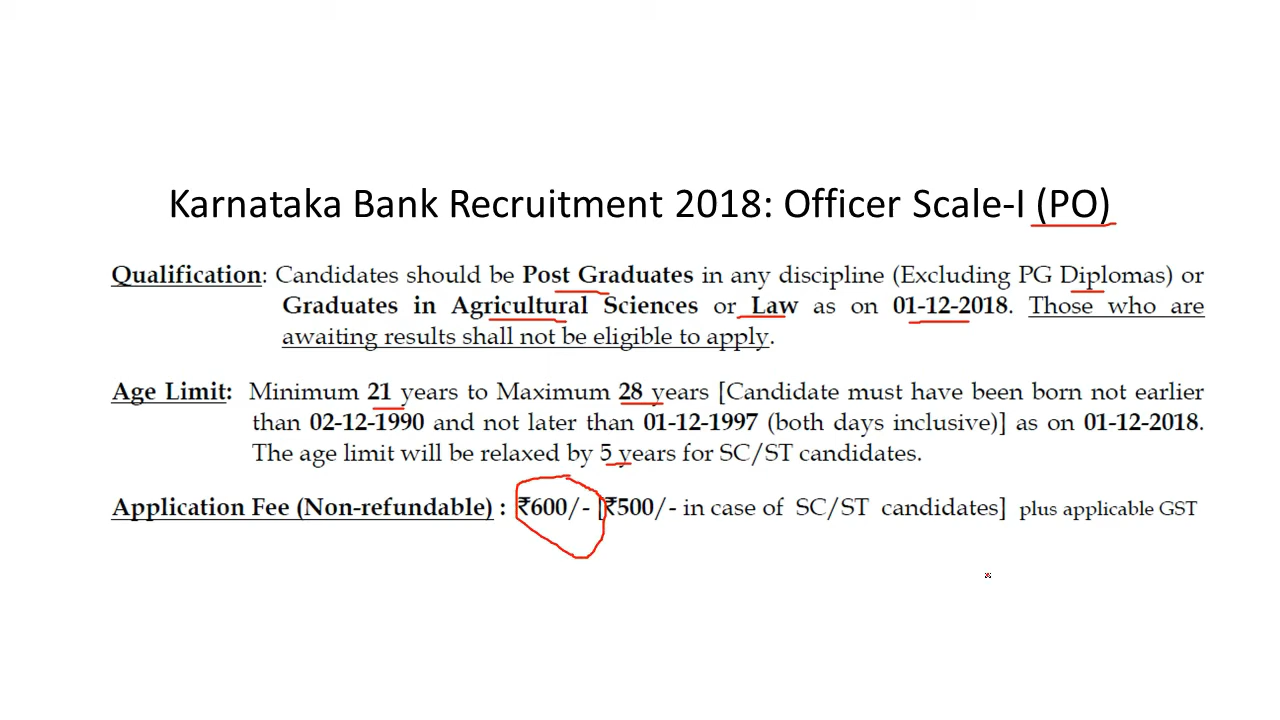 Karnataka Bank Recruitment 2018: Officer Scale-I (PO)
Qualification: Candidates should be Post Graduates in any discipline (Excluding PG Diplomas) or
Graduates in Agricultural Sciences or Law as on 01-12-2018. Those who are
awaiting results shall not be eligible to apply.
Age Limit: Minimum 21 years to Maximum 28 years [Candidate must have been born not earlier
than 02-12-1990 and not later than 01-12-1997 (both days inclusive)] as on 01-12-2018.
The age limit will be relaxed by 5 years for SC/ST candidates.
Application Fee (Non-refundable) : ₹600/- [₹500/- in case of SC/ST candidates] plus applicable GST